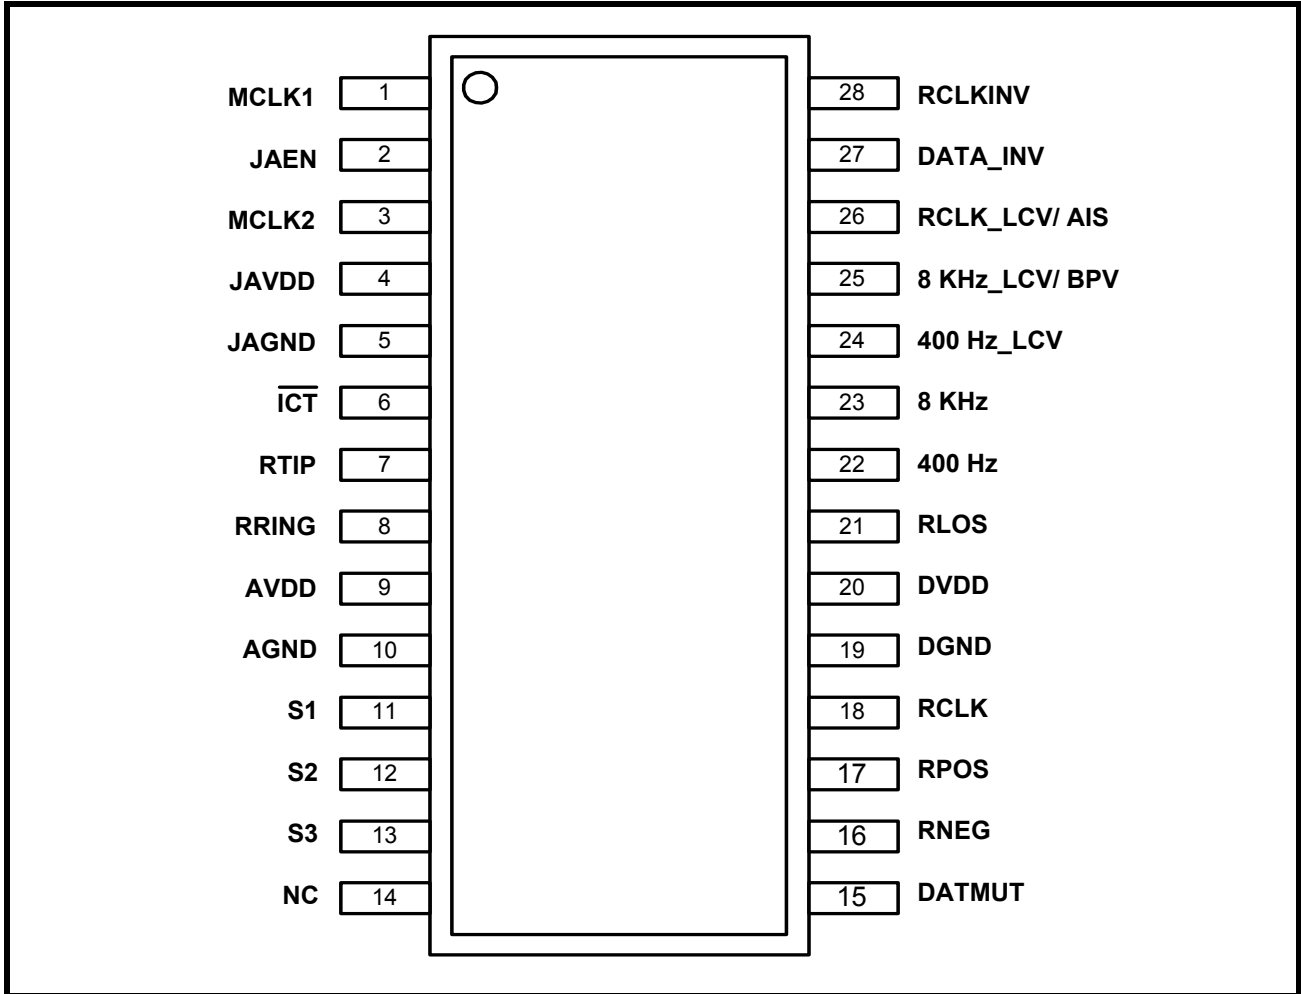 MCLK1 1 28 RCLKINV
JAEN 2 27 DATA_INV
MCLK2 3 26 RCLK_LCV/ AIS
JAVDD 4 25 8 KHz_LCV/ BPV
JAGND 5 24 400 Hz_LCV
I̅C̅T̅ 6 23 8 KHz
RTIP 7 22 400 Hz
RRING 8 21 RLOS
AVDD 9 20 DVDD
AGND 10 19 DGND
S1 11 18 RCLK
S2 12 17 RPOS
S3 13 16 RNEG
NC 14 15 DATMUT